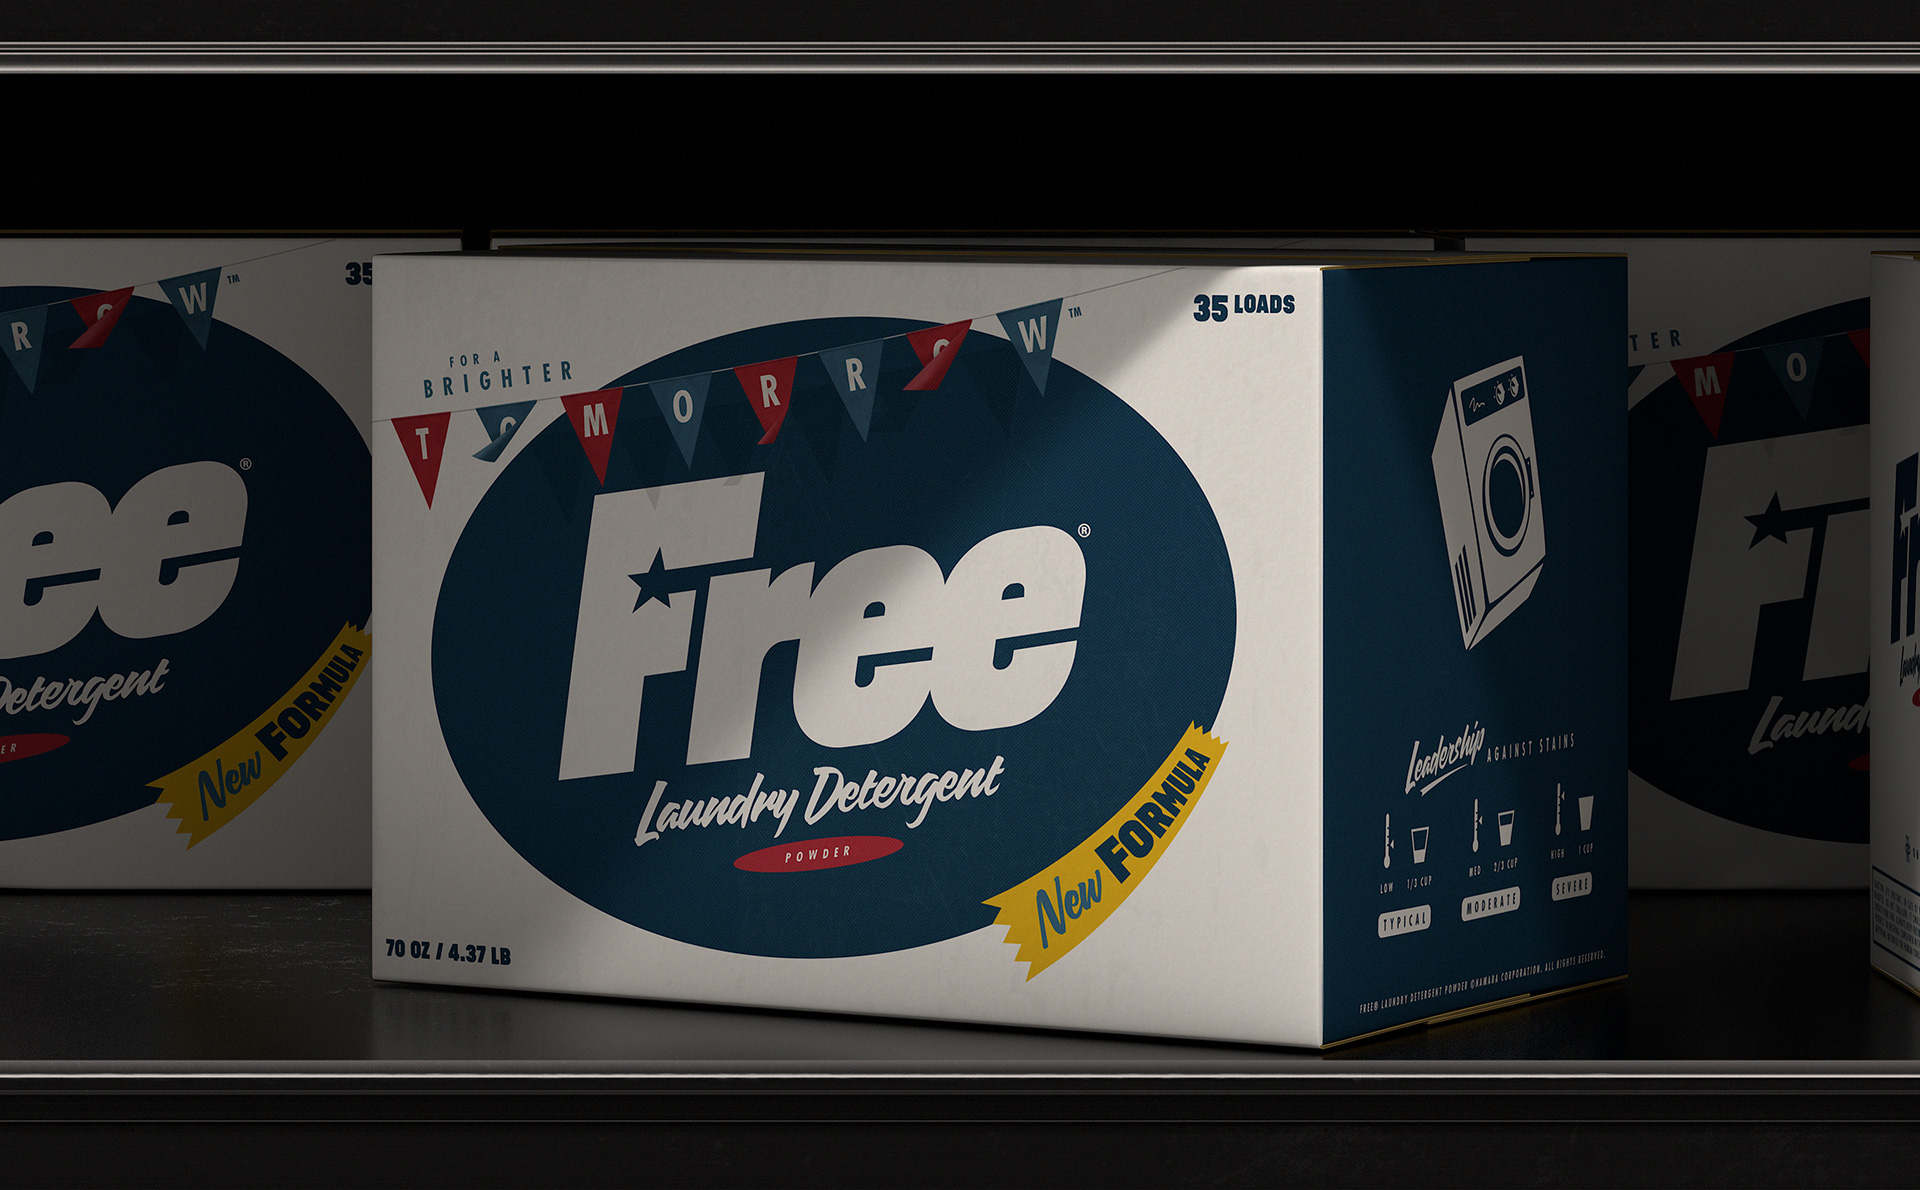 35 LOADS
FOR A
BRIGHTER
TOMORROW™
Free®
Laundry Detergent
POWDER
New FORMULA
70 OZ / 4.37 LB
Leadership AGAINST STAINS
LOW 1/3 CUP
MED 2/3 CUP
HIGH 1 CUP
TYPICAL
MODERATE
SEVERE
FREE® LAUNDRY DETERGENT POWDER ©NAMARA CORPORATION. ALL RIGHTS RESERVED.
35
R O W™
ee®
Detergent
ER
New FORMULA
TER
M O
Fr
Laund